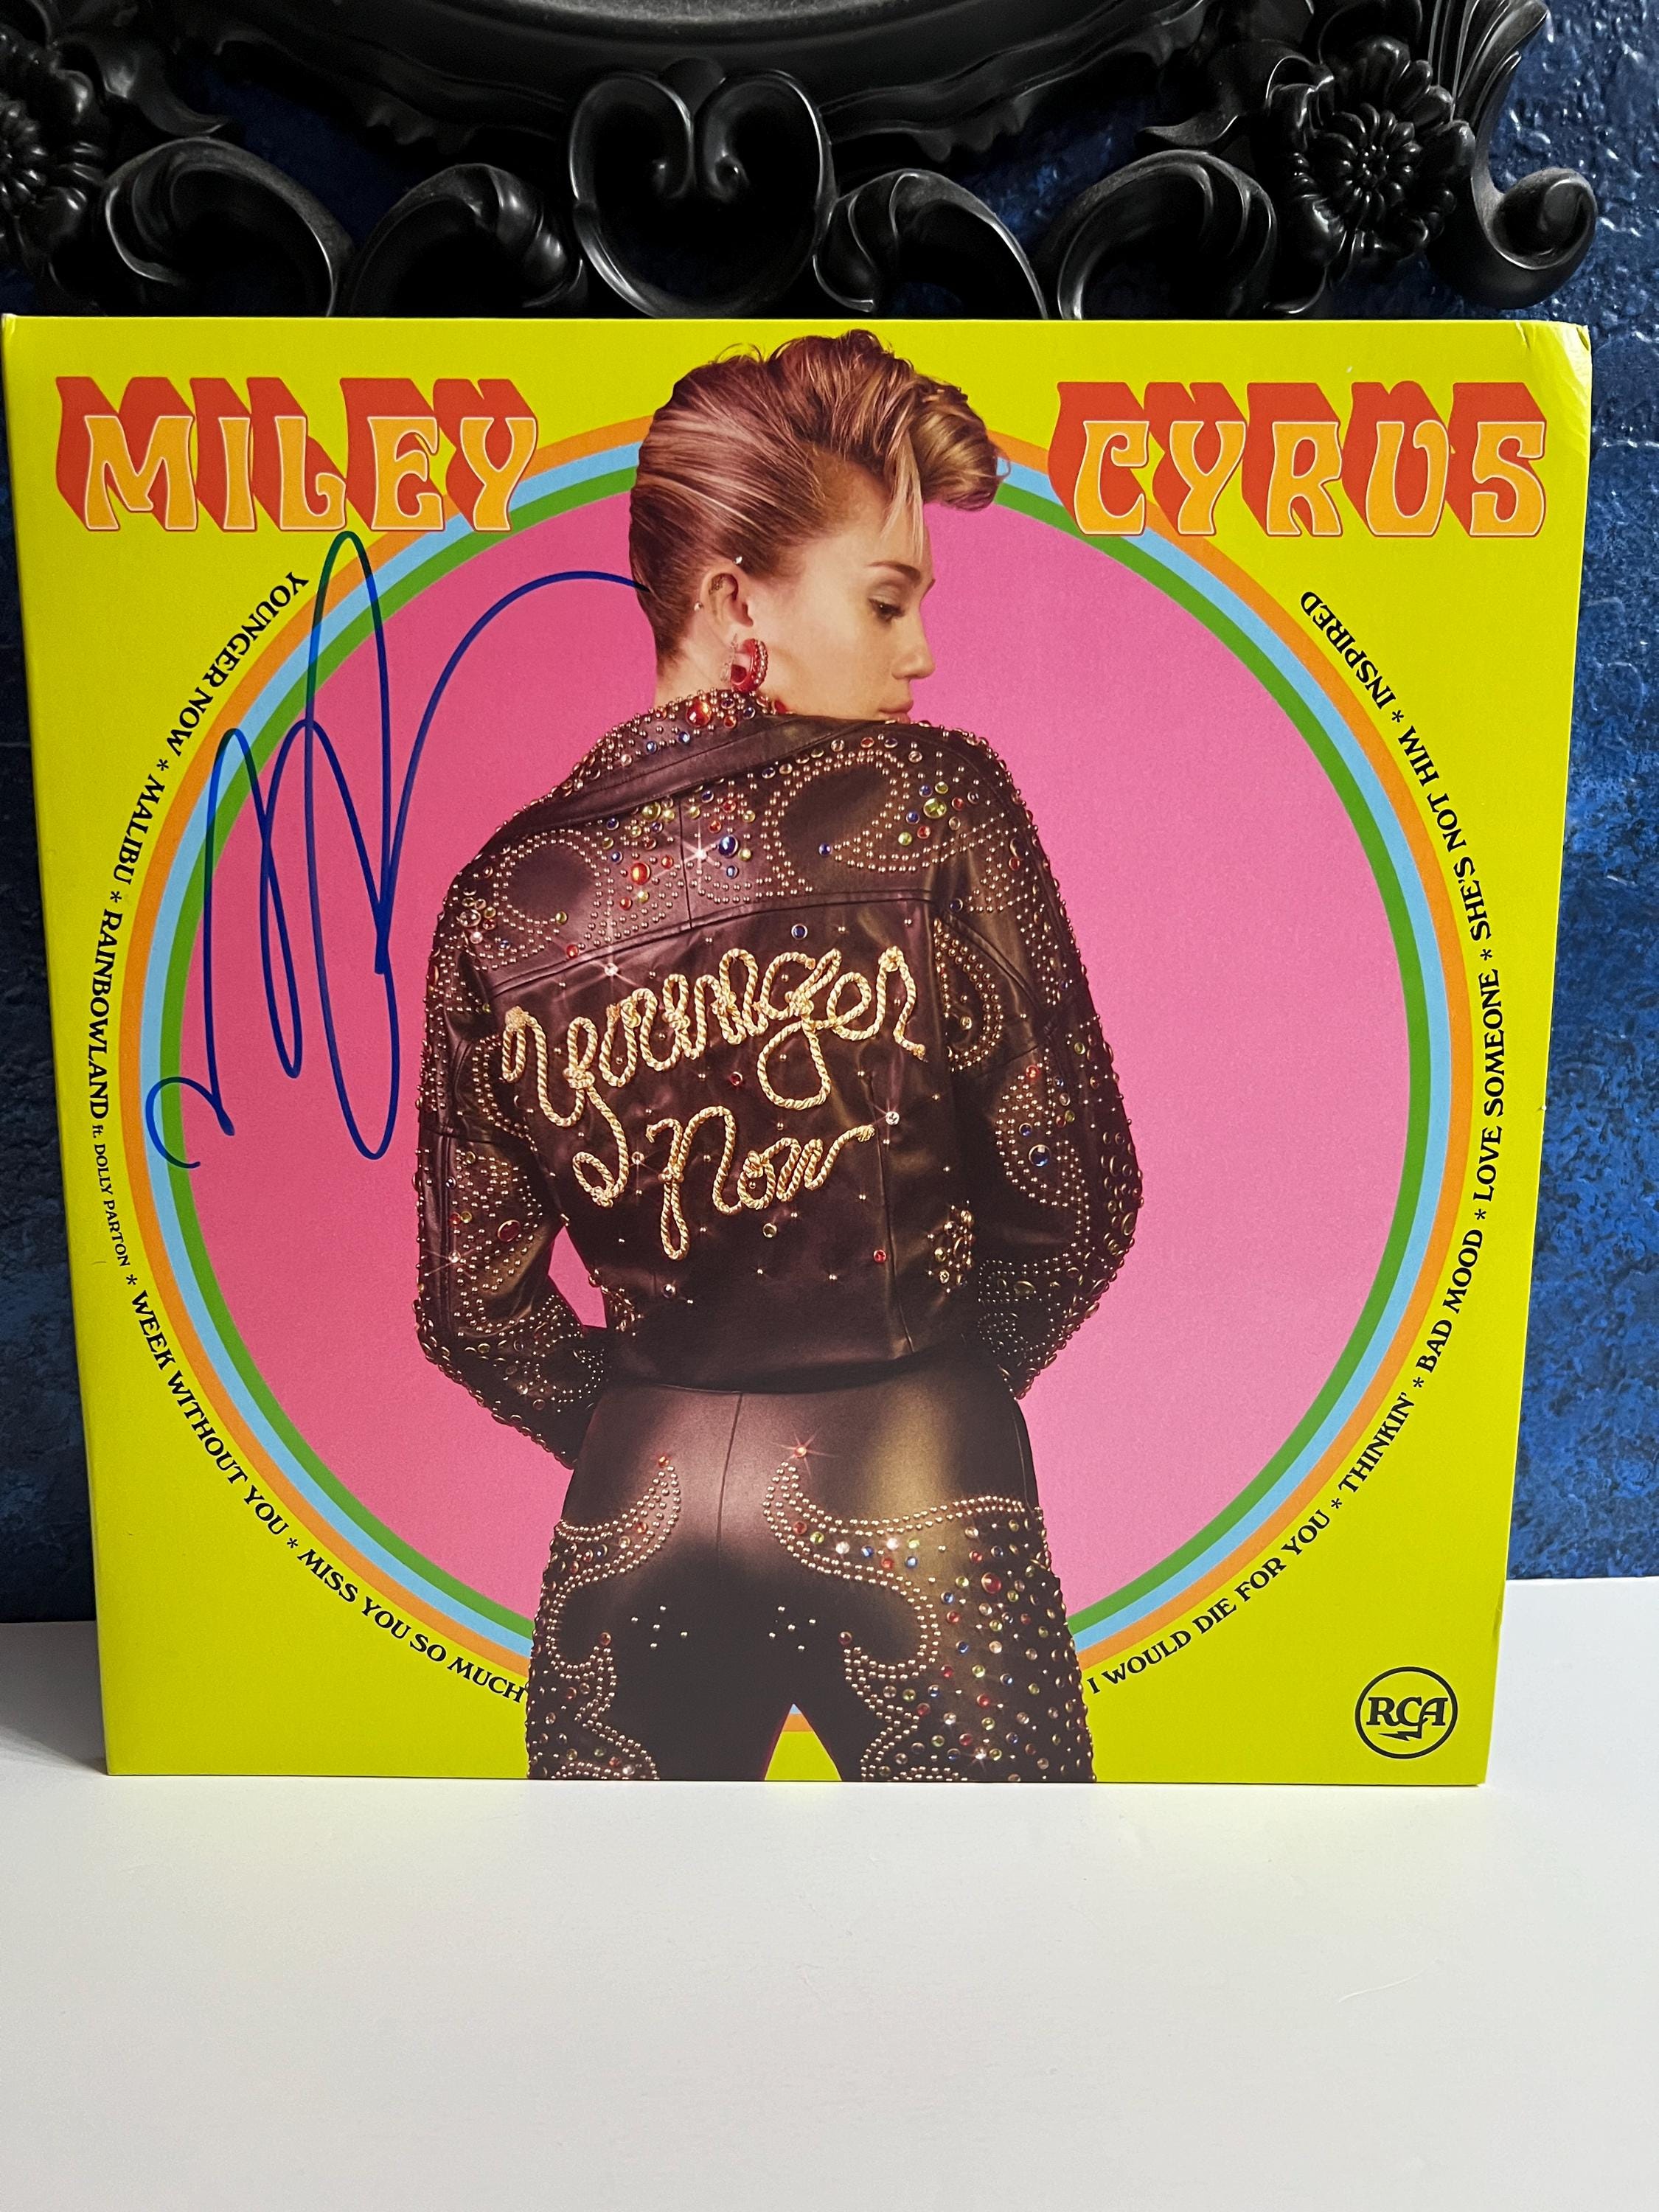 MILEY CYRUS
YOUNGER NOW * MALIBU * RAINBOWLAND ft. DOLLY PARTON * WEEK WITHOUT YOU * MISS YOU SO MUCH
I WOULD DIE FOR YOU * THINKIN' * BAD MOOD * LOVE SOMEONE * SHE'S NOT HIM * INSPIRED
Younger
Now
RCA